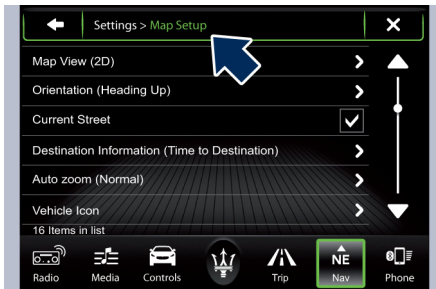 Settings > Map Setup
Map View (2D)
Orientation (Heading Up)
Current Street
Destination Information (Time to Destination)
Auto zoom (Normal)
Vehicle Icon
16 Items in list
NE
Radio Media Controls Trip Nav Phone